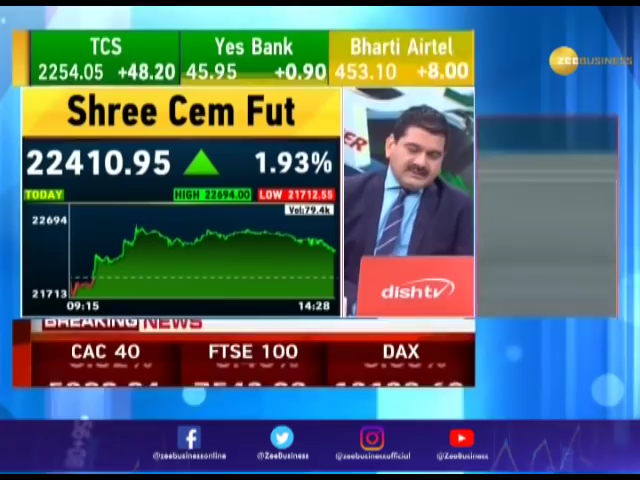 TCS
2254.05 +48.20
Yes Bank
45.95 +0.90
Bharti Airtel
453.10 +8.00
ZEEBUSINESS
Shree Cem Fut
22410.95 1.93%
TODAY HIGH 22694.00 LOW 21712.55
Vol:79.4k
22694
21713
09:15 14:28
dishtv
BREAKING NEWS
CAC 40 FTSE 100 DAX
@zeebusinessonline @ZeeBusiness @zeebusinessofficial @ZeeBusiness